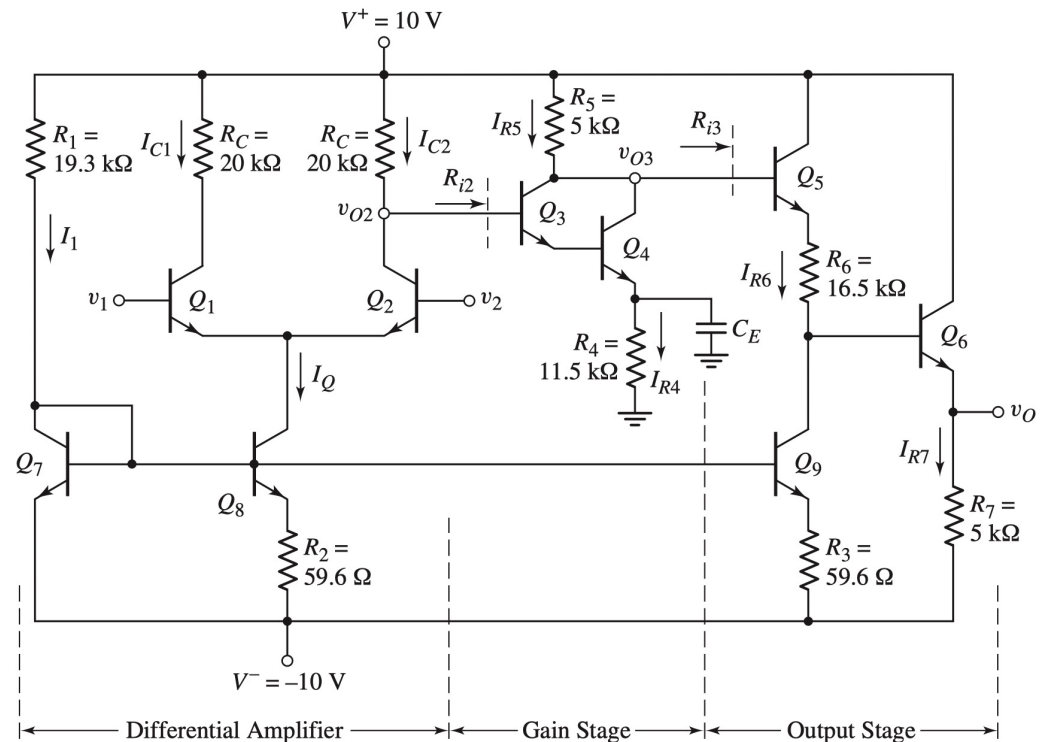 V⁺ = 10 V
R₁ =
19.3 kΩ
I_C1
R_C =
20 kΩ
R_C =
20 kΩ
I_C2
I_R5
R₅ =
5 kΩ
R_i3
v_O3
R_i2
Q₅
Q₃
v_O2
I₁
Q₄
I_R6
R₆ =
16.5 kΩ
v₁
Q₁
Q₂
v₂
C_E
Q₆
R₄ =
11.5 kΩ
I_R4
I_Q
v_O
I_R7
Q₇
Q₈
Q₉
R₇ =
5 kΩ
R₂ =
59.6 Ω
R₃ =
59.6 Ω
V⁻ = –10 V
Differential Amplifier
Gain Stage
Output Stage